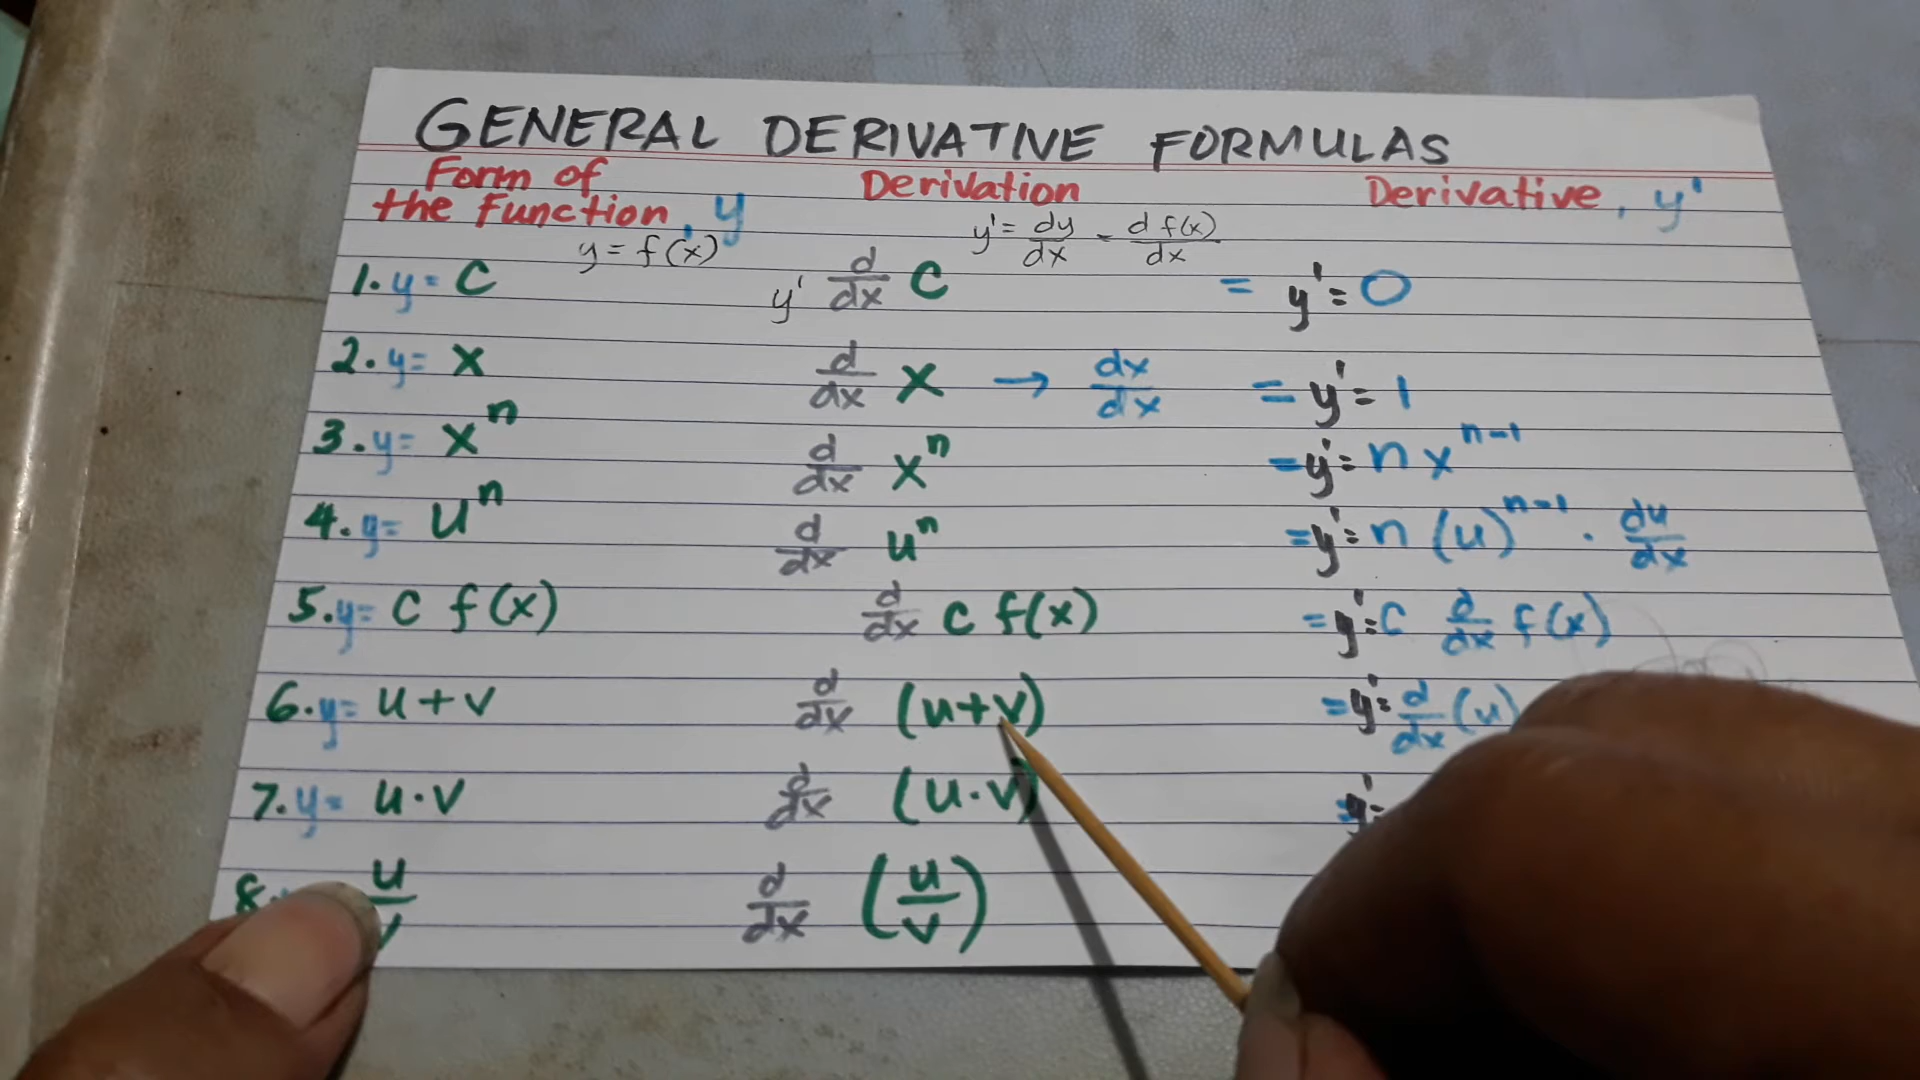 GENERAL DERIVATIVE FORMULAS
Form of the Function, y Derivation Derivative, y'
y = f(x) y' = dy/dx = d f(x)/dx
1. y = C y' d/dx C = y' = 0
2. y = x d/dx x → dx/dx = y' = 1
3. y = x^n d/dx x^n = y' = n x^n-1
4. y = u^n d/dx u^n = y' = n (u)^n-1 · du/dx
5. y = c f(x) d/dx c f(x) = y' = c d/dx f(x)
6. y = u + v d/dx (u+v) = y' = d/dx (u)
7. y = u · v d/dx (u · v) = y' =
8. u/v d/dx (u/v)